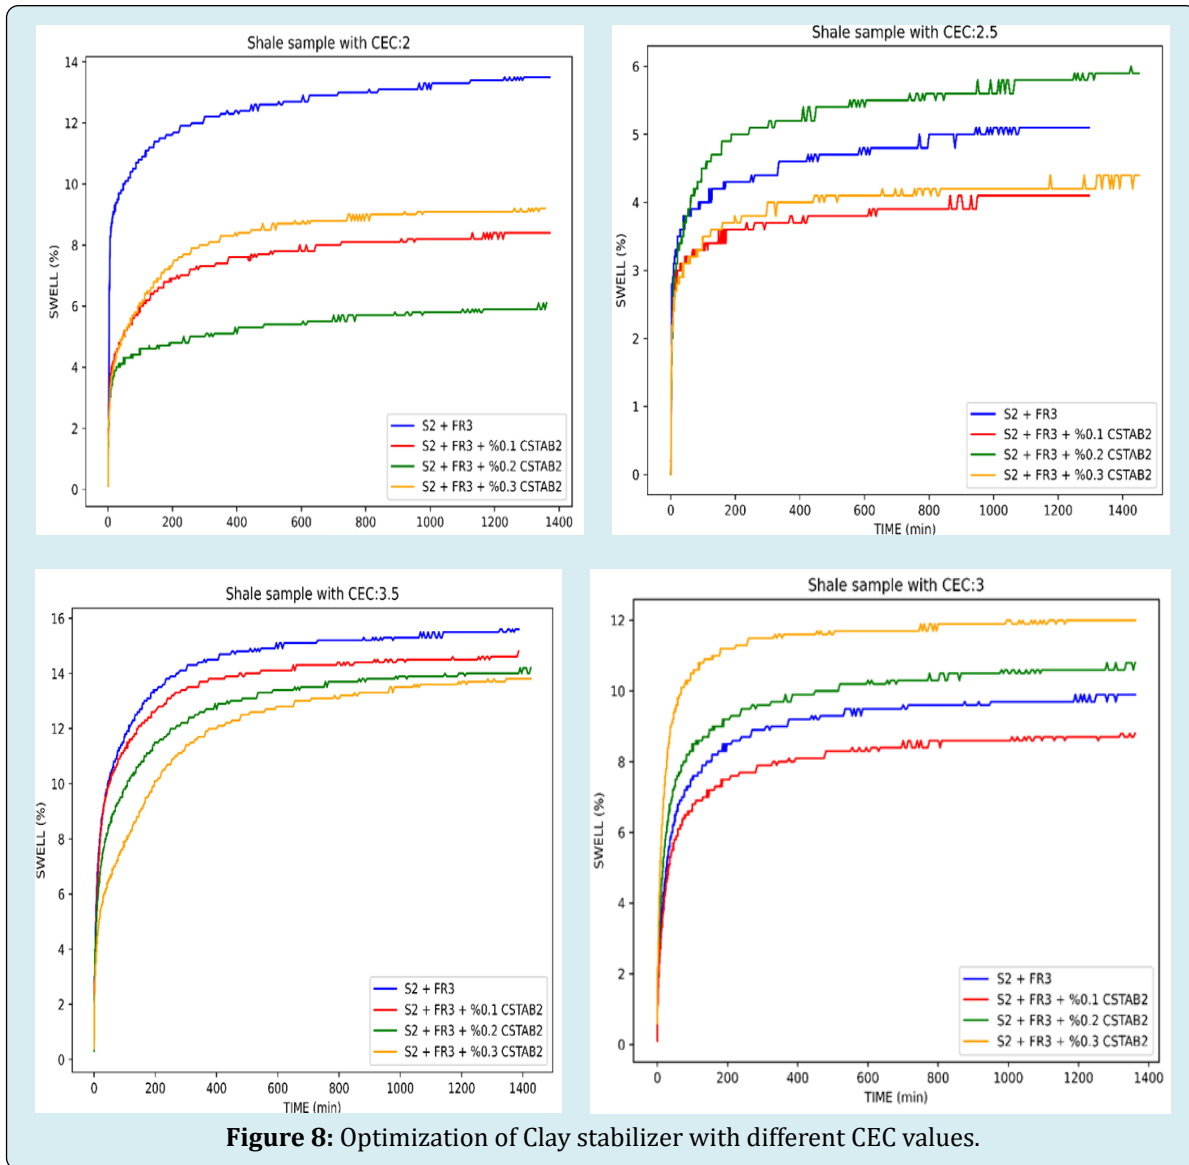 Shale sample with CEC:2
14
12
10
8
6
4
2
0
SWELL (%)
0 200 400 600 800 1000 1200 1400
S2 + FR3
S2 + FR3 + %0.1 CSTAB2
S2 + FR3 + %0.2 CSTAB2
S2 + FR3 + %0.3 CSTAB2
Shale sample with CEC:2.5
6
5
4
3
2
1
0
SWELL (%)
0 200 400 600 800 1000 1200 1400
TIME (min)
S2 + FR3
S2 + FR3 + %0.1 CSTAB2
S2 + FR3 + %0.2 CSTAB2
S2 + FR3 + %0.3 CSTAB2
Shale sample with CEC:3.5
16
14
12
10
8
6
4
2
0
SWELL (%)
0 200 400 600 800 1000 1200 1400
TIME (min)
S2 + FR3
S2 + FR3 + %0.1 CSTAB2
S2 + FR3 + %0.2 CSTAB2
S2 + FR3 + %0.3 CSTAB2
Shale sample with CEC:3
12
10
8
6
4
2
0
SWELL (%)
0 200 400 600 800 1000 1200 1400
TIME (min)
S2 + FR3
S2 + FR3 + %0.1 CSTAB2
S2 + FR3 + %0.2 CSTAB2
S2 + FR3 + %0.3 CSTAB2
Figure 8: Optimization of Clay stabilizer with different CEC values.